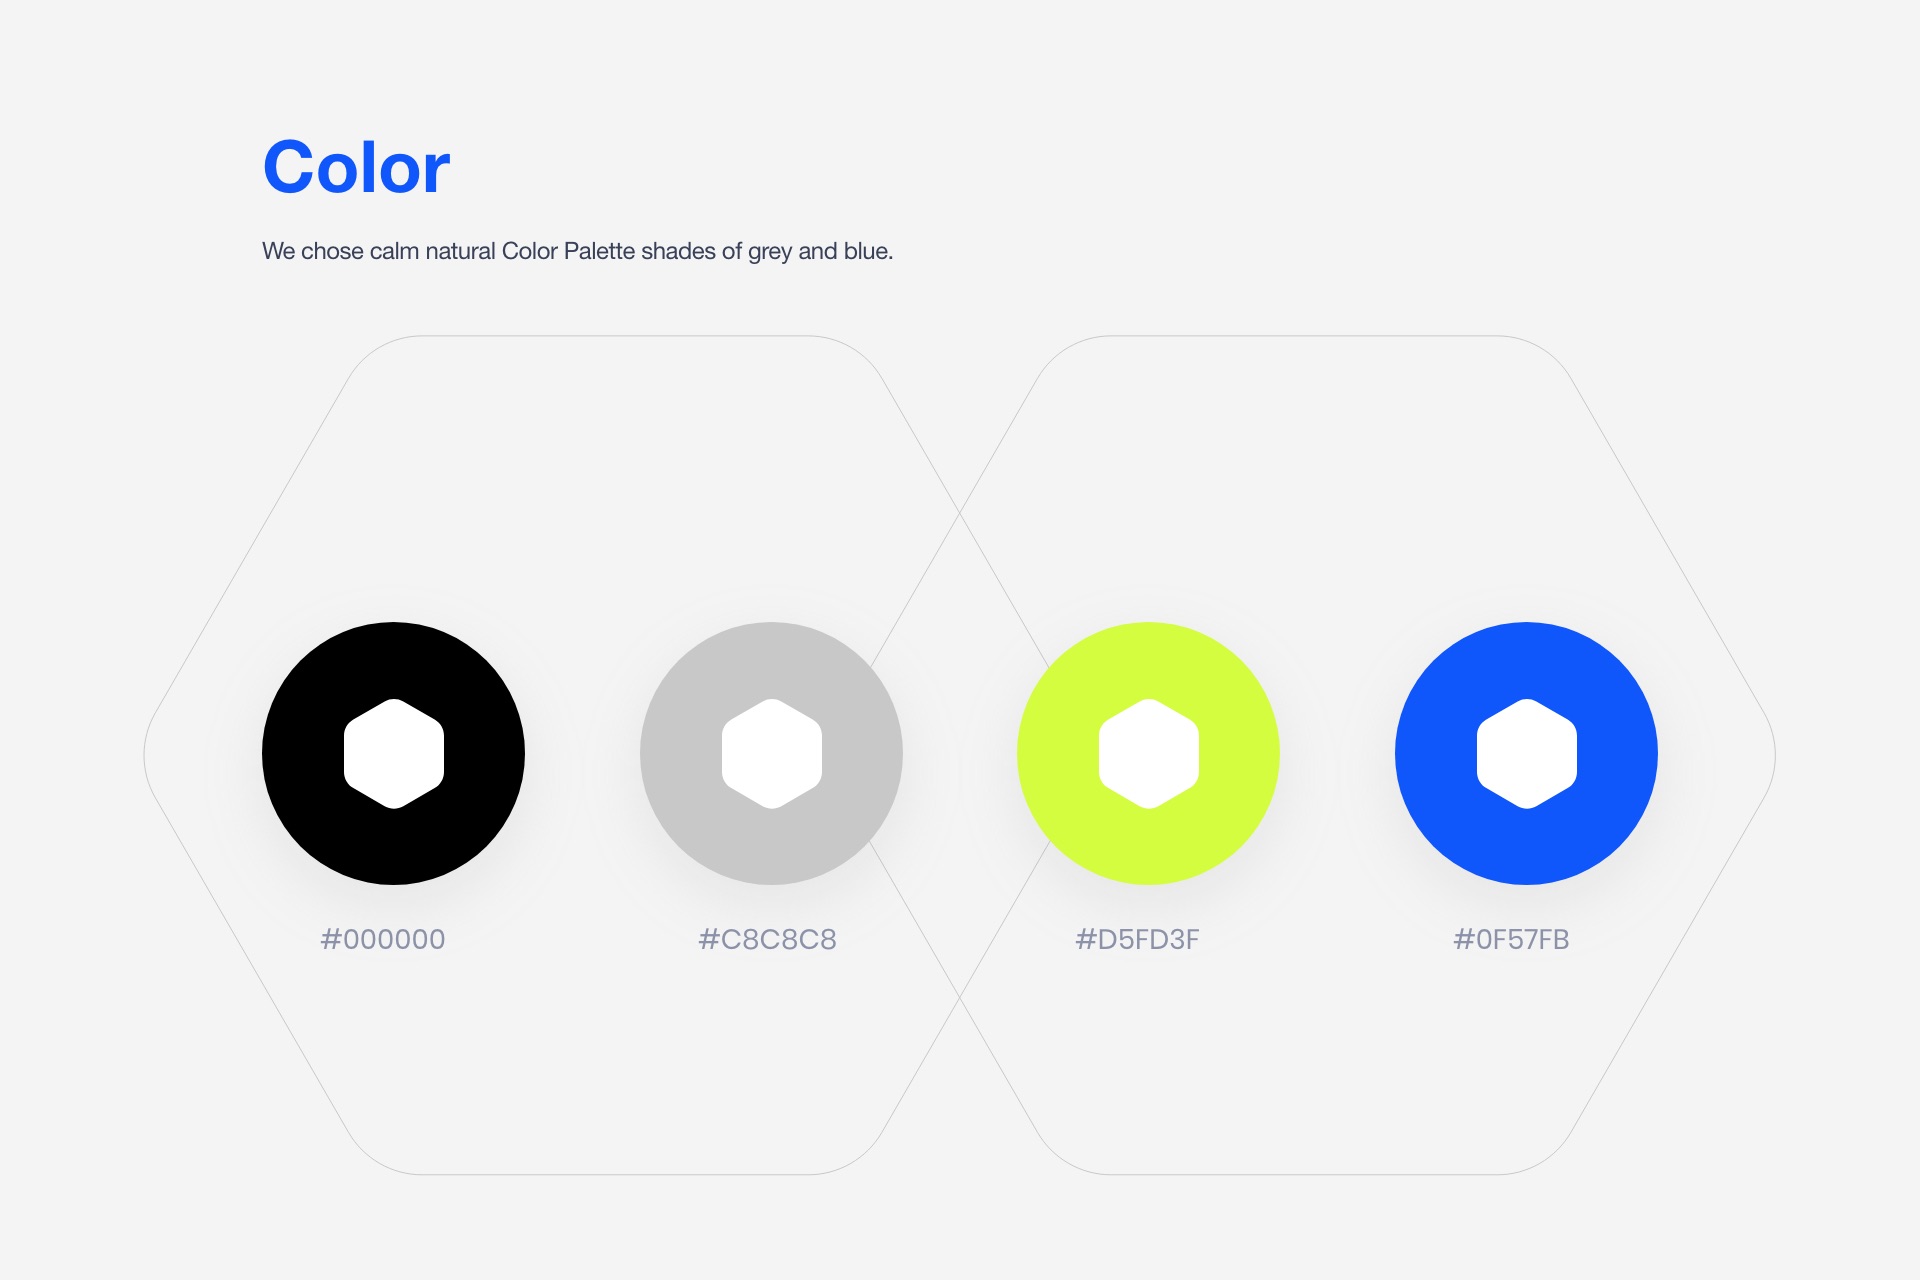 Color
We chose calm natural Color Palette shades of grey and blue.
#000000
#C8C8C8
#D5FD3F
#0F57FB